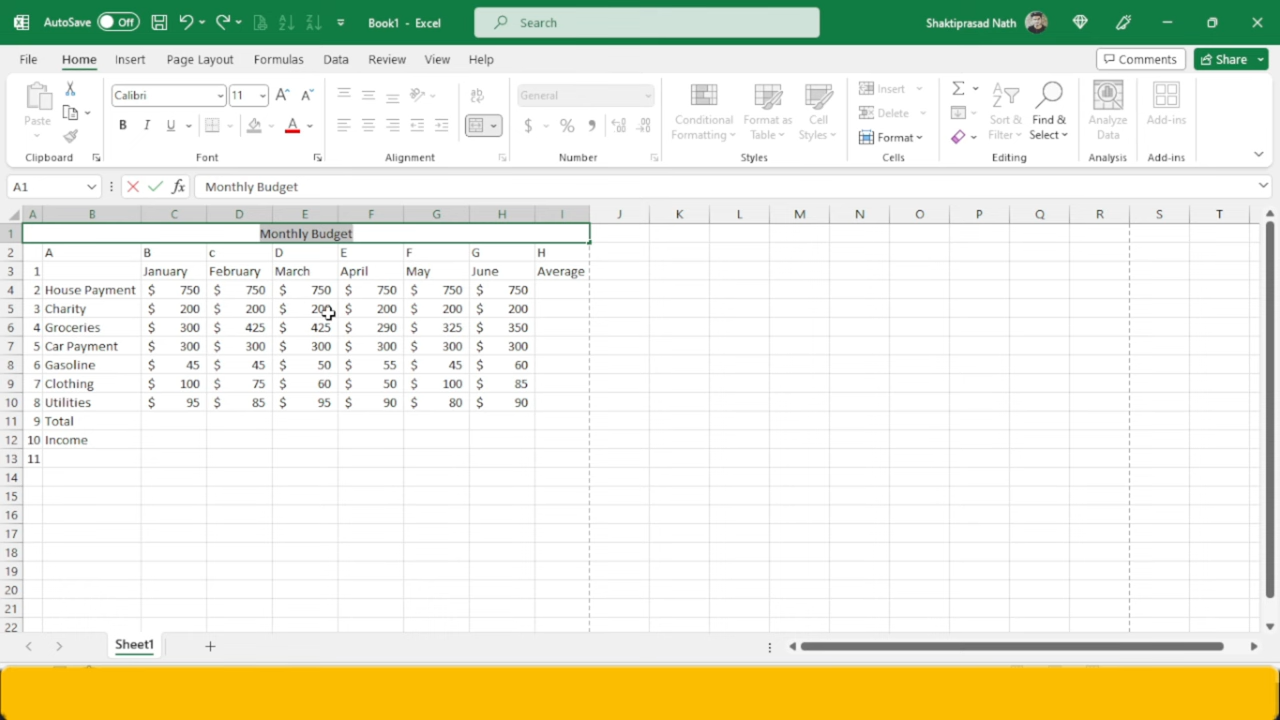 AutoSave Off Book1 - Excel Search Shaktiprasad Nath
File Home Insert Page Layout Formulas Data Review View Help Comments Share
Paste Calibri 11 General Conditional Formatting Format as Table Cell Styles Insert Delete Format Sort & Filter Find & Select Analyze Data Add-ins
B I U A $ % 9
Clipboard Font Alignment Number Styles Cells Editing Analysis Add-ins
A1 fx Monthly Budget
A B C D E F G H I J K L M N O P Q R S T
1 Monthly Budget
2 A B c D E F G H
3 1 January February March April May June Average
4 2 House Payment $ 750 $ 750 $ 750 $ 750 $ 750 $ 750
5 3 Charity $ 200 $ 200 $ 200 $ 200 $ 200 $ 200
6 4 Groceries $ 300 $ 425 $ 425 $ 290 $ 325 $ 350
7 5 Car Payment $ 300 $ 300 $ 300 $ 300 $ 300 $ 300
8 6 Gasoline $ 45 $ 45 $ 50 $ 55 $ 45 $ 60
9 7 Clothing $ 100 $ 75 $ 60 $ 50 $ 100 $ 85
10 8 Utilities $ 95 $ 85 $ 95 $ 90 $ 80 $ 90
11 9 Total
12 10 Income
13 11
14
15
16
17
18
19
20
21
22
Sheet1